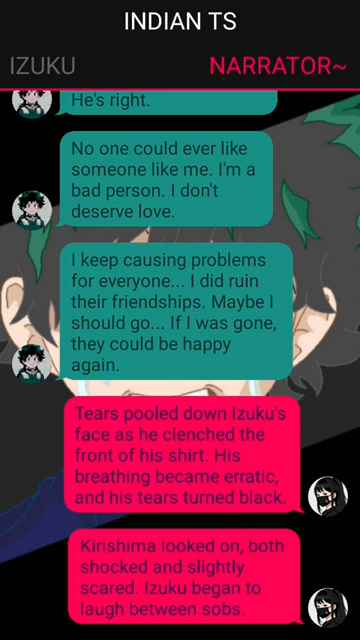 INDIAN TS
IZUKU
NARRATOR~
He's right.
No one could ever like
someone like me. I'm a
bad person. I don't
deserve love.
I keep causing problems
for everyone... I did ruin
their friendships. Maybe I
should go... If I was gone,
they could be happy
again.
Tears pooled down Izuku's
face as he clenched the
front of his shirt. His
breathing became erratic,
and his tears turned black.
Kirishima looked on, both
shocked and slightly
scared. Izuku began to
laugh between sobs.